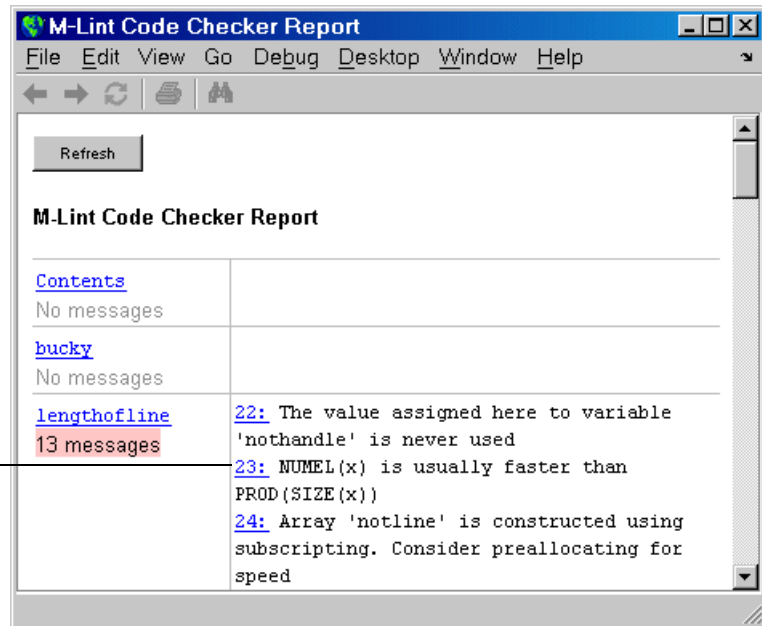 M-Lint Code Checker Report
File Edit View Go Debug Desktop Window Help
Refresh
M-Lint Code Checker Report
Contents
No messages
bucky
No messages
lengthofline
13 messages
22: The value assigned here to variable
'nothandle' is never used
23: NUMEL(x) is usually faster than
PROD(SIZE(x))
24: Array 'notline' is constructed using
subscripting. Consider preallocating for
speed